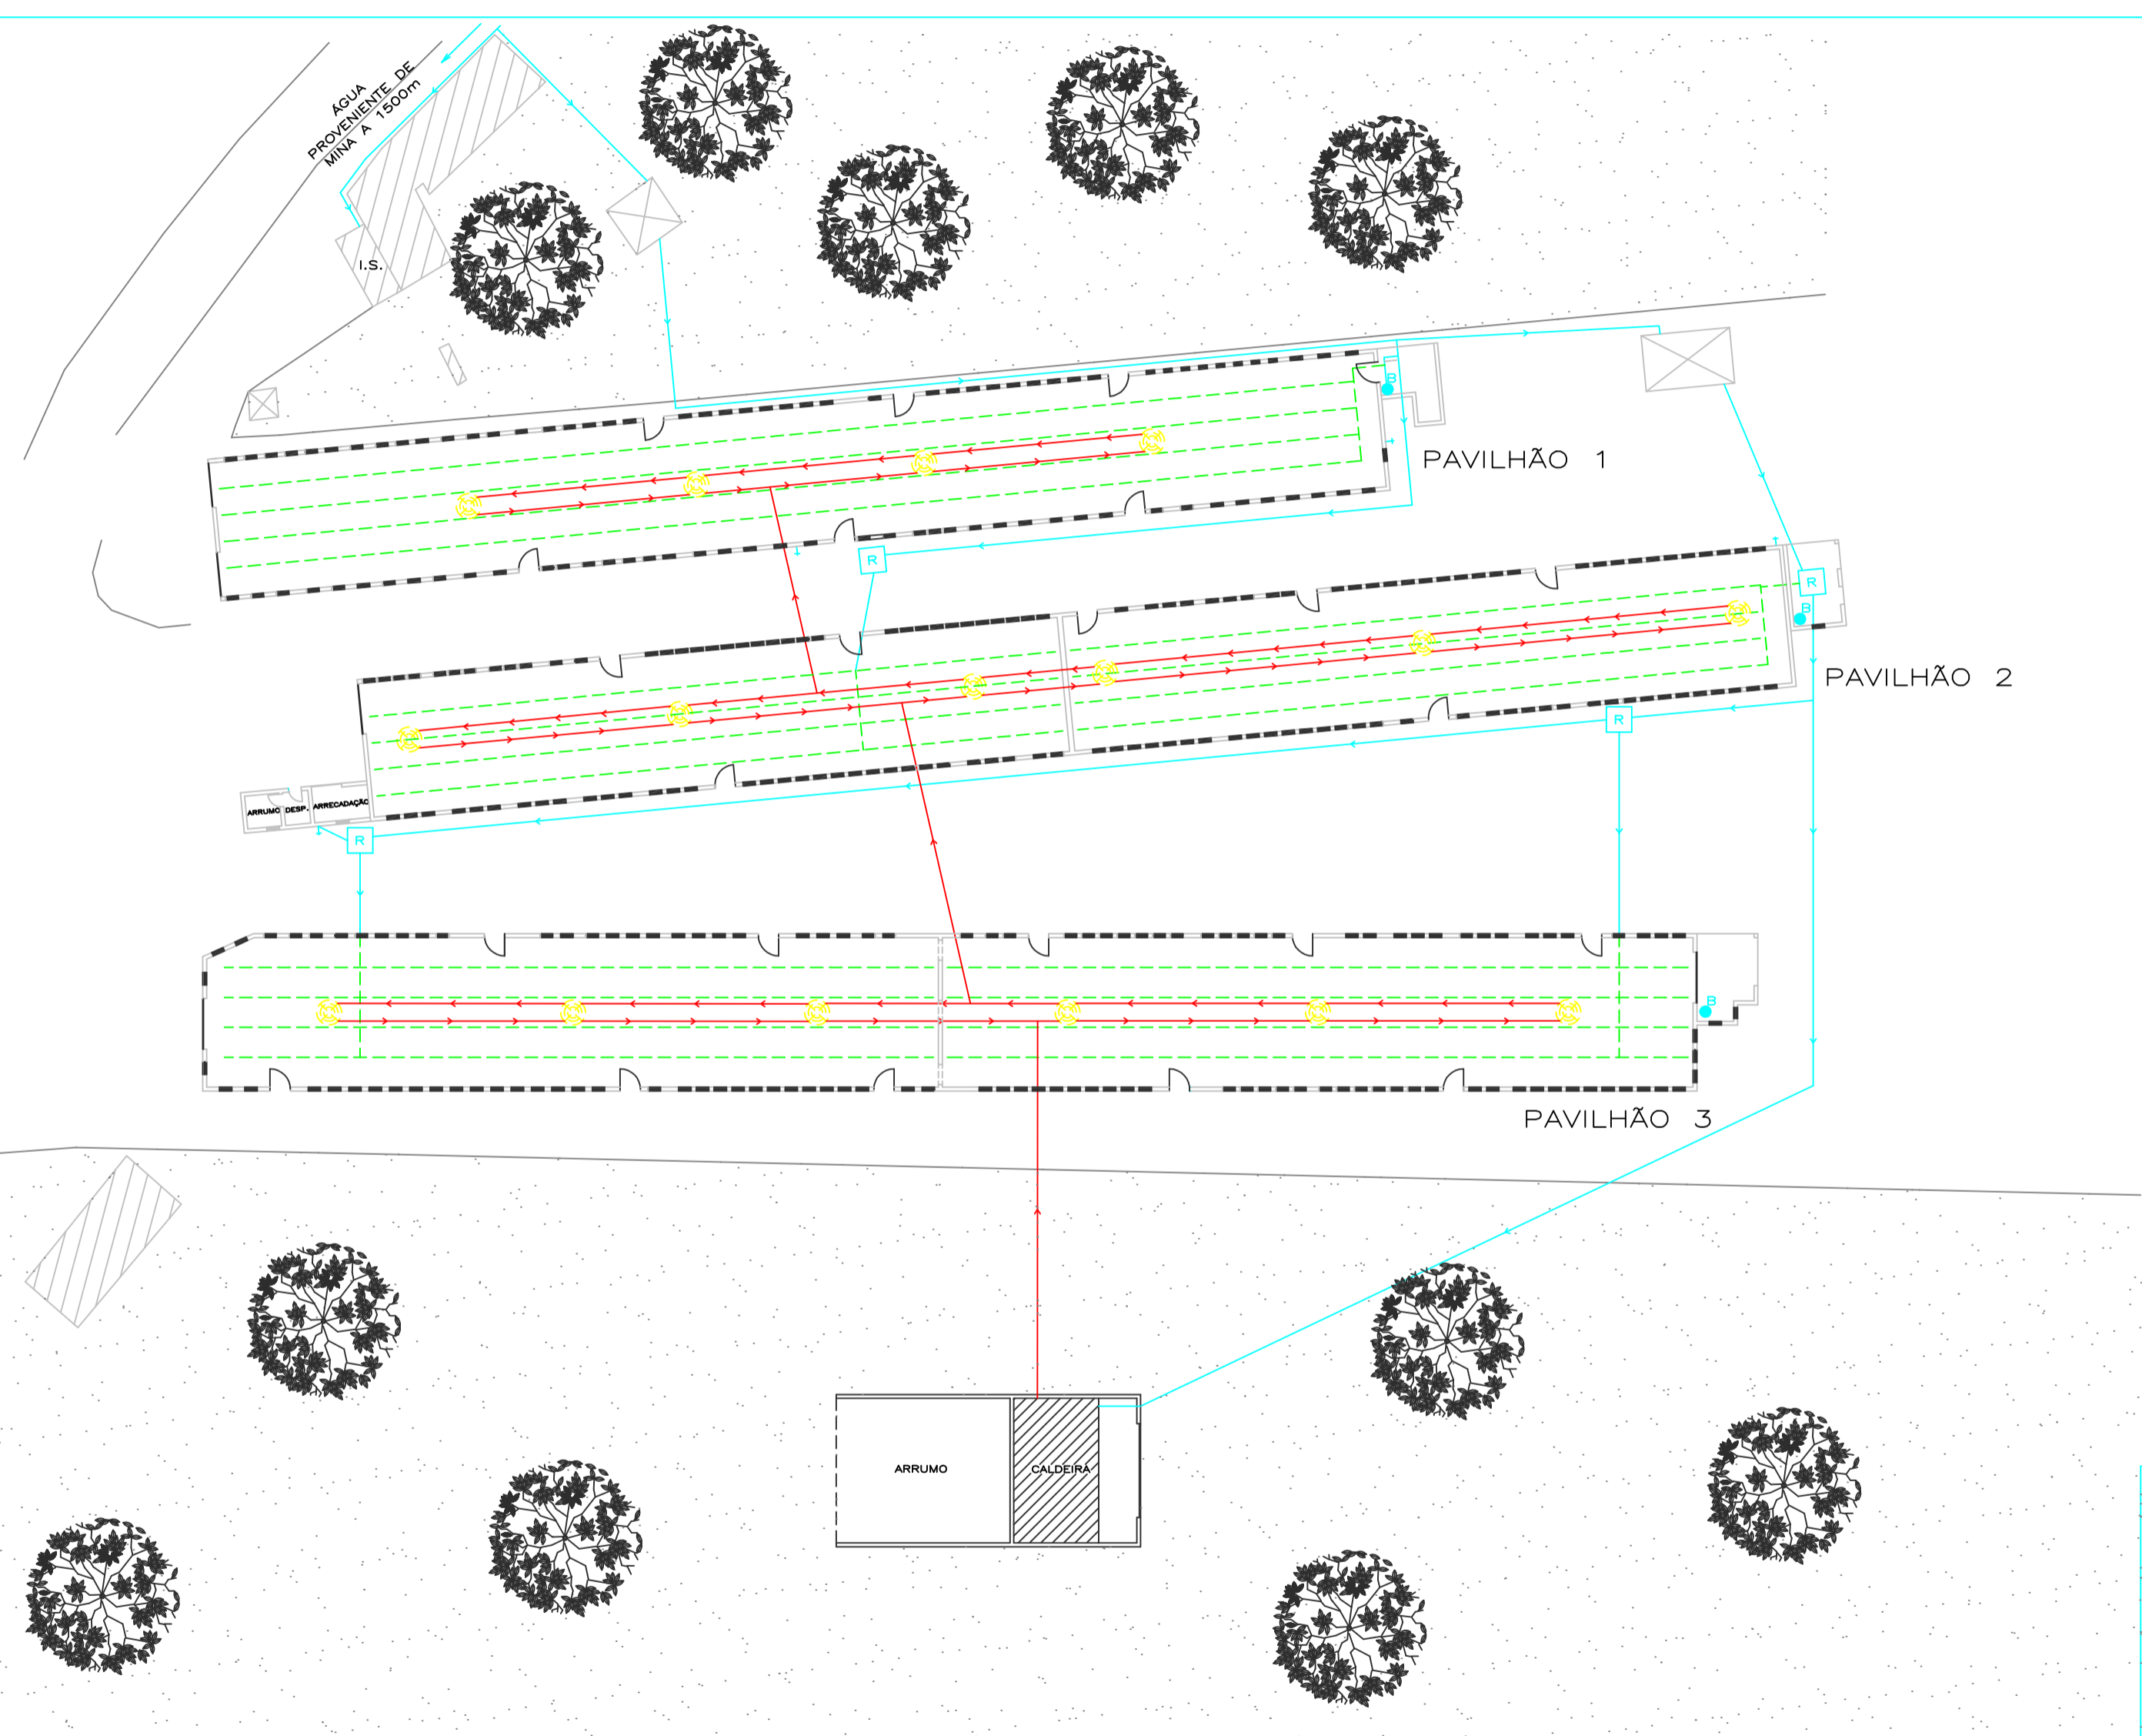 ÁGUA
PROVENIENTE DE
MINA A 1500m
I.S.
B
PAVILHÃO 1
R
R
B
PAVILHÃO 2
R
ARRUMO DESP. ARRECADAÇÃO
R
B
PAVILHÃO 3
ARRUMO CALDEIRA